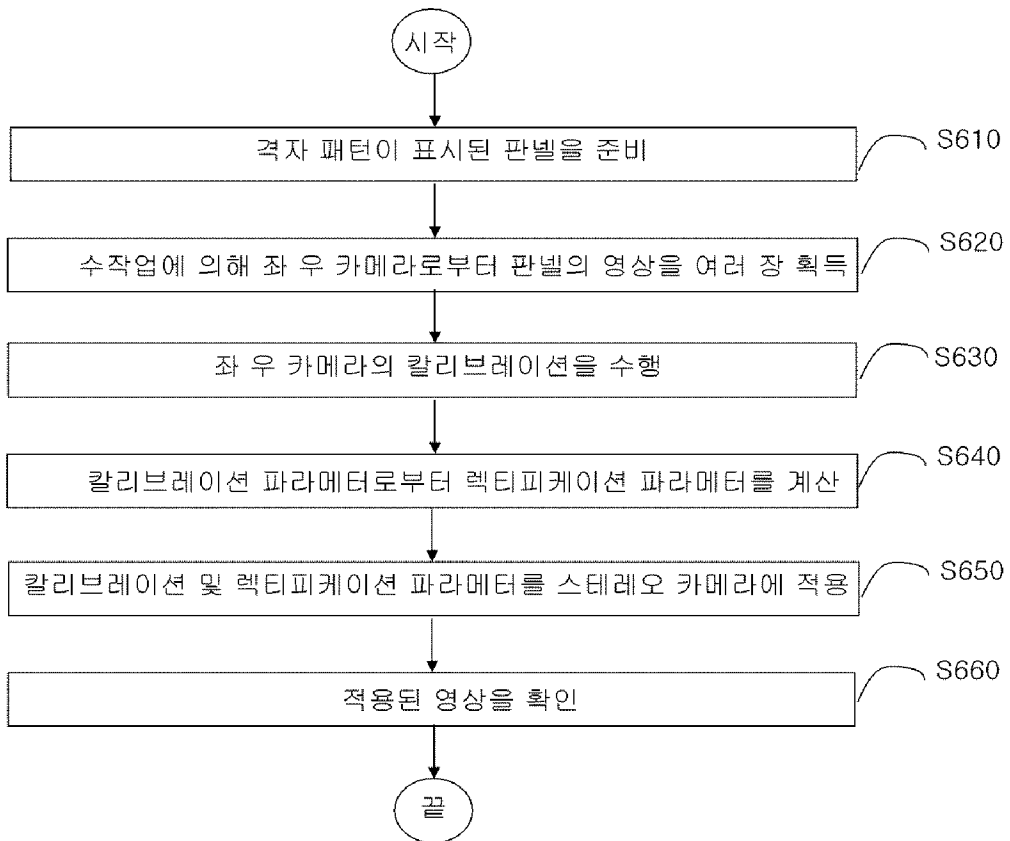 시작
격자 패턴이 표시된 판넬을 준비
S610
수작업에 의해 좌 우 카메라로부터 판넬의 영상을 여러 장 획득
S620
좌 우 카메라의 칼리브레이션을 수행
S630
칼리브레이션 파라메터로부터 렉티피케이션 파라메터를 계산
S640
칼리브레이션 및 렉티피케이션 파라메터를 스테레오 카메라에 적용
S650
적용된 영상을 확인
S660
끝